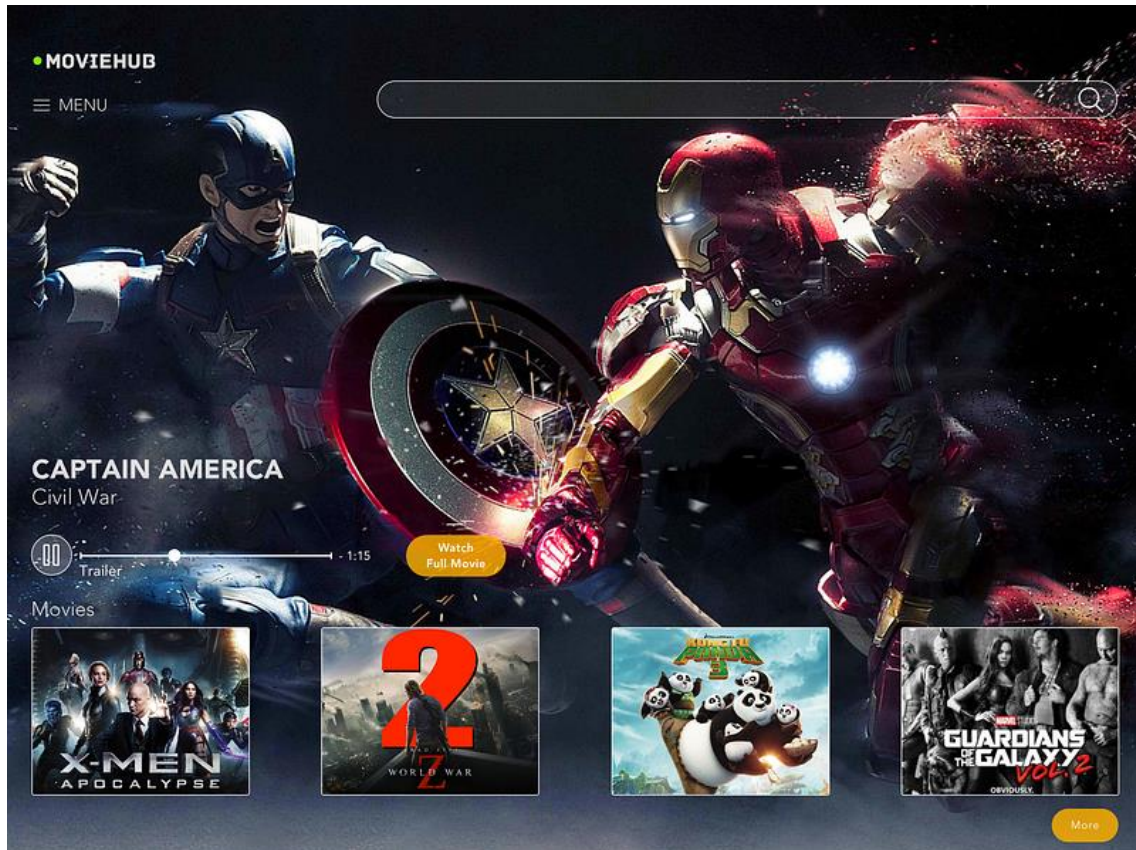 MOVIEHUB
MENU
CAPTAIN AMERICA
Civil War
- 1:15
Trailer
Watch
Full Movie
Movies
X-MEN
APOCALYPSE
2
WORLD WAR
Z
KUNG FU
PANDA
3
MARVEL STUDIOS
GUARDIANS
OF THE GALAXY
VOL. 2
OBVIOUSLY.
More